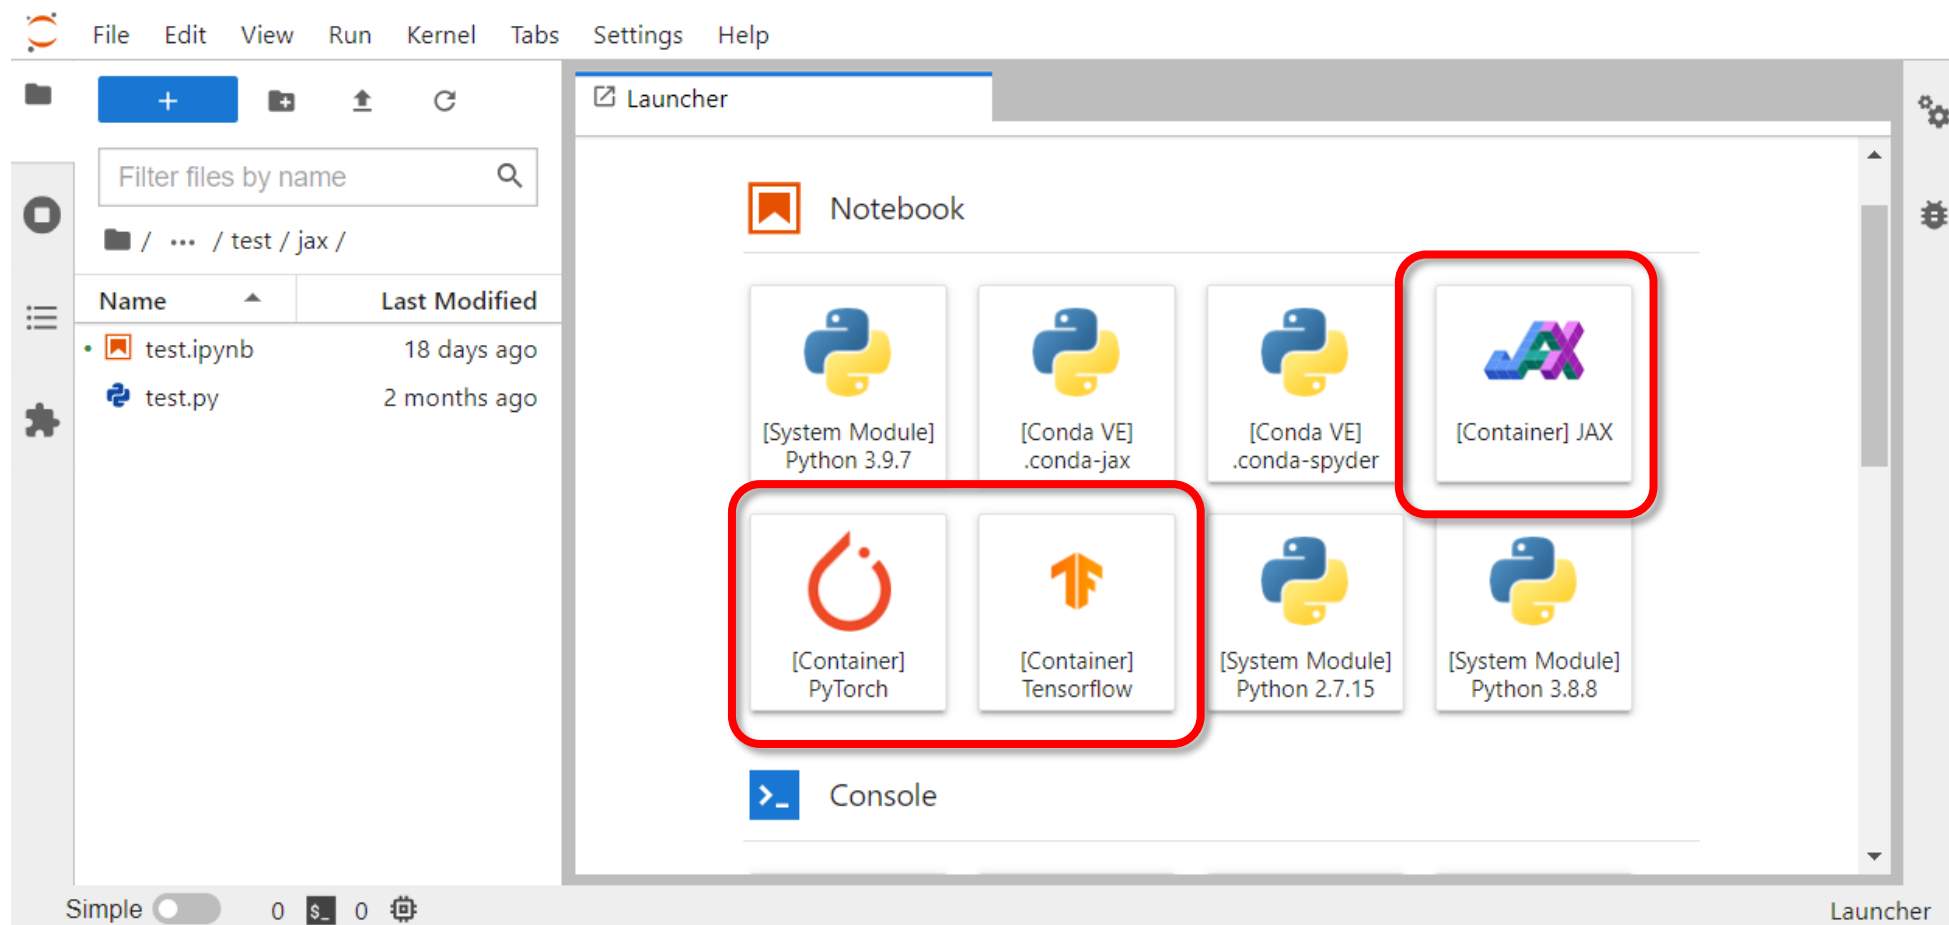 File Edit View Run Kernel Tabs Settings Help
+
Launcher
Filter files by name
/ ··· / test / jax /
Name Last Modified
test.ipynb 18 days ago
test.py 2 months ago
Notebook
[System Module]
Python 3.9.7
[Conda VE]
.conda-jax
[Conda VE]
.conda-spyder
JAX
[Container] JAX
[Container]
PyTorch
[Container]
Tensorflow
[System Module]
Python 2.7.15
[System Module]
Python 3.8.8
Console
Simple 0 $_ 0 Launcher